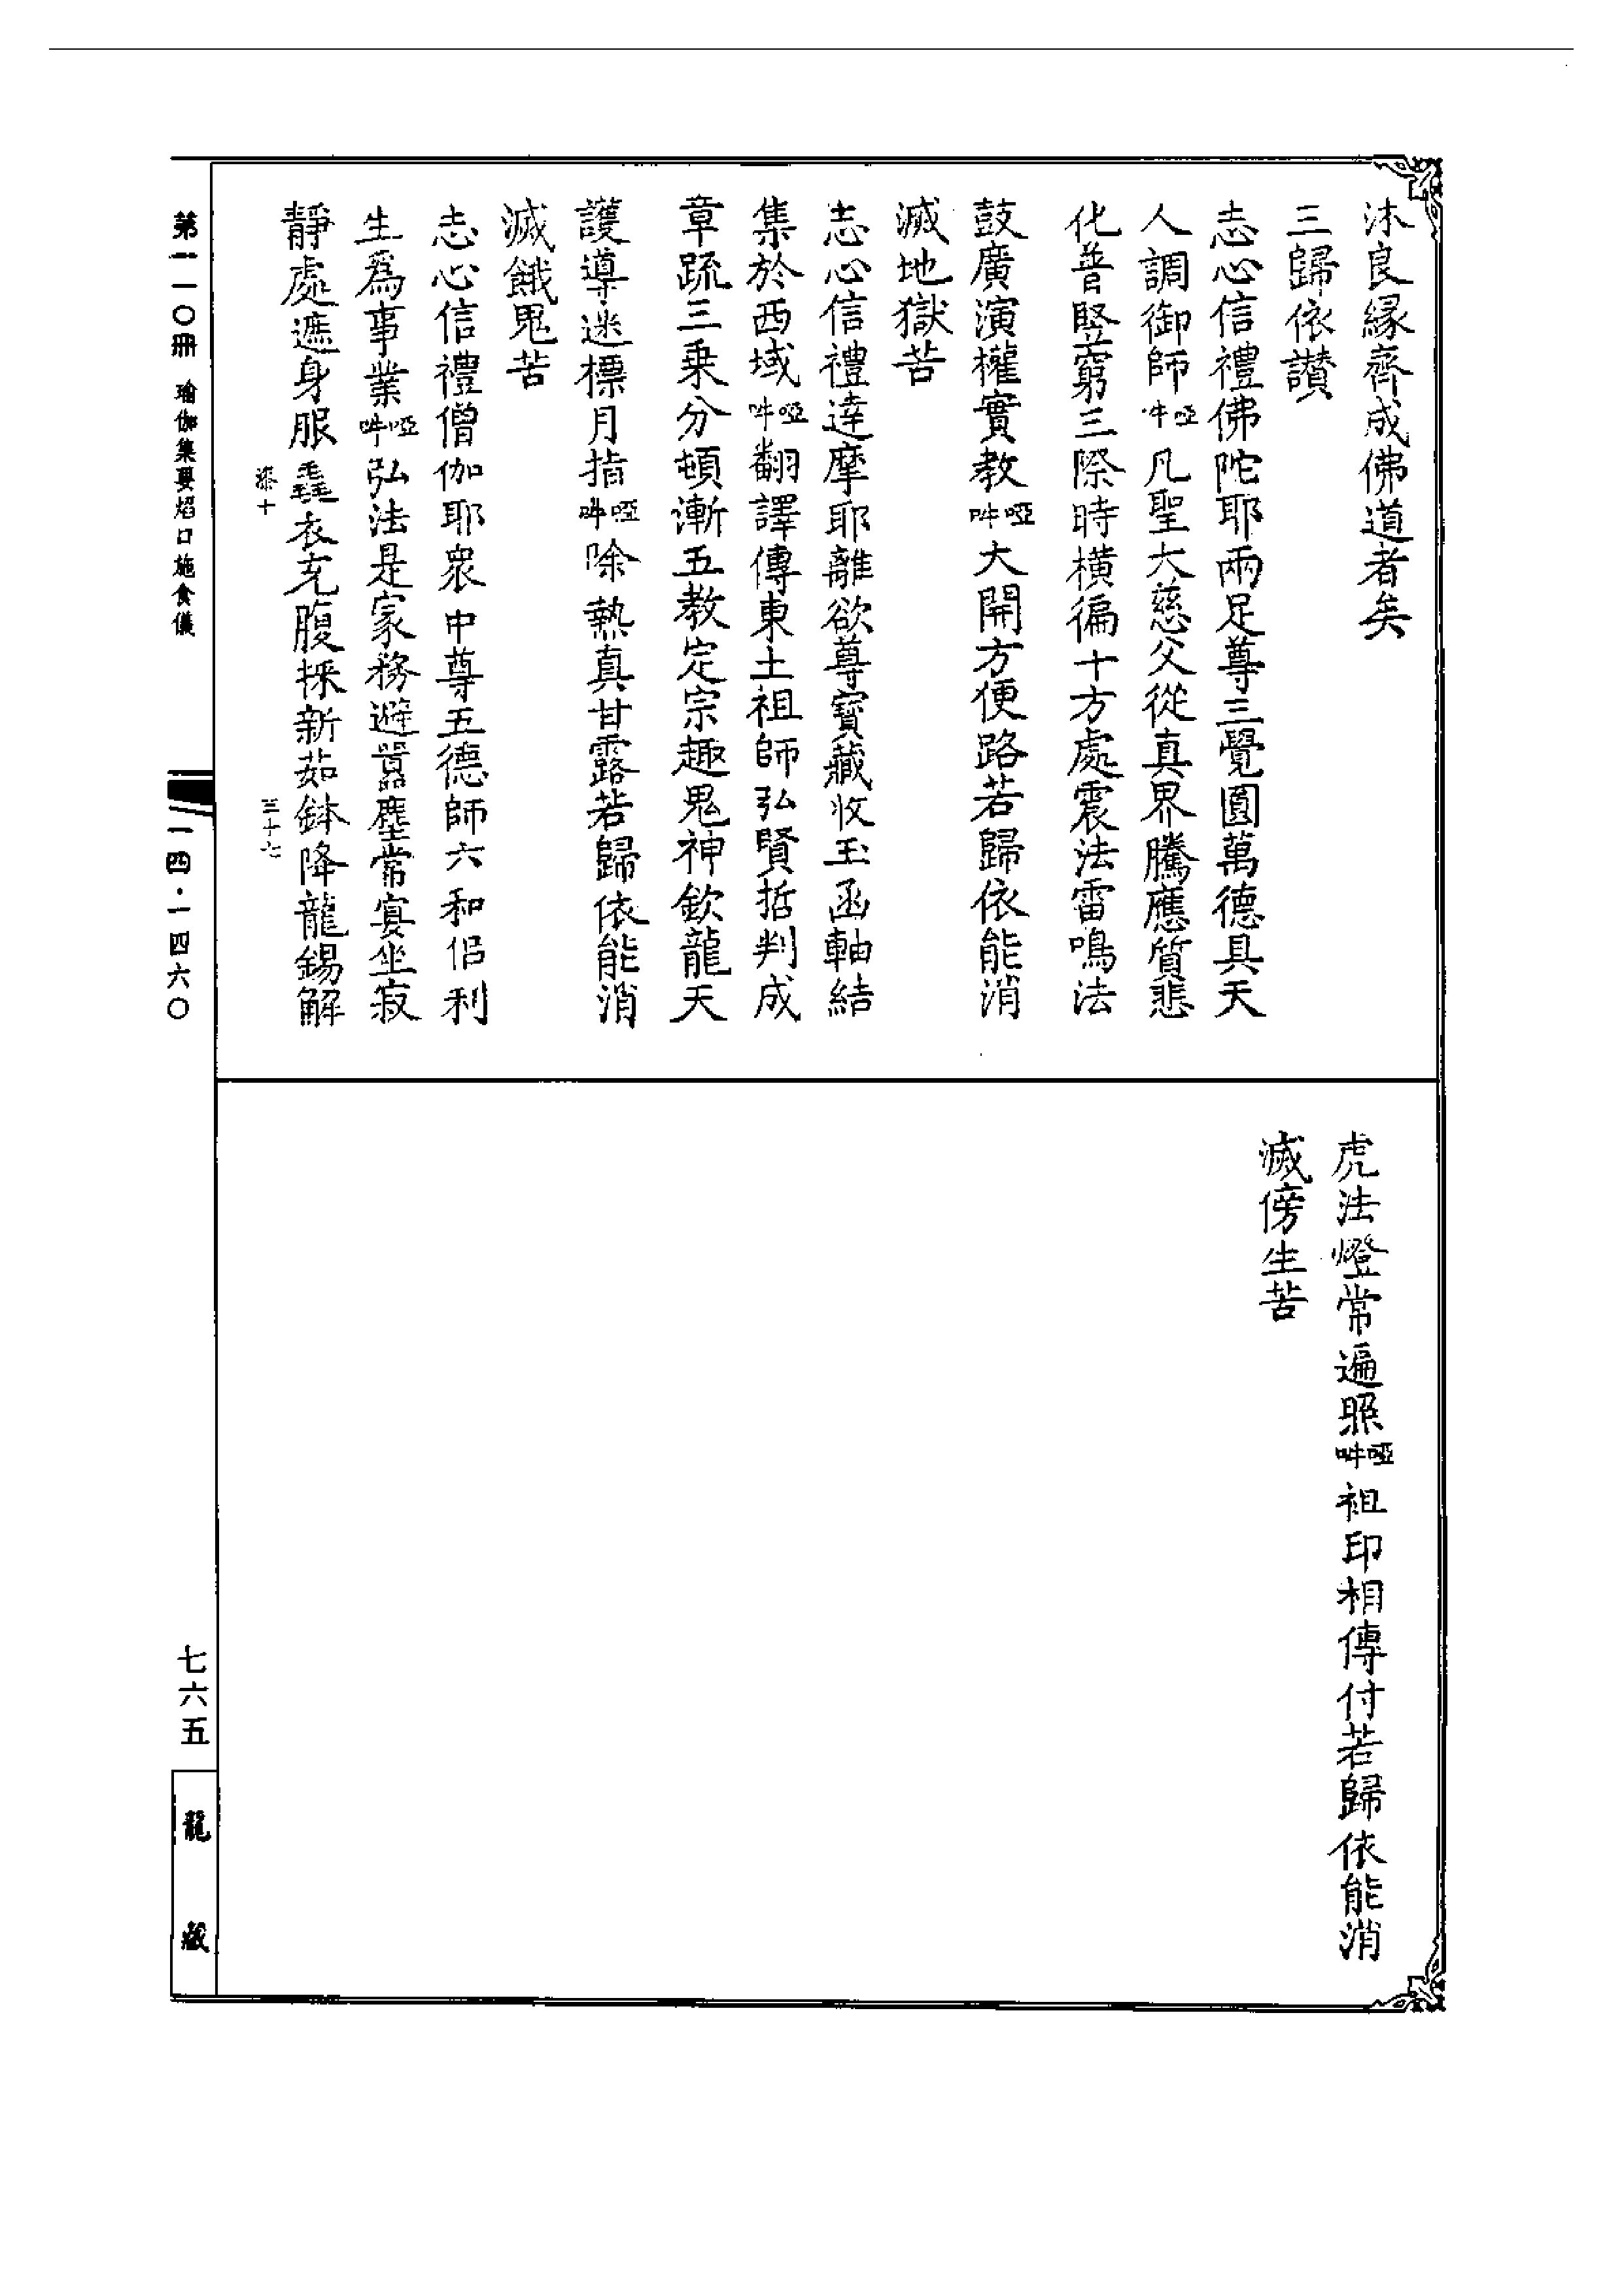 沐良緣齊成佛道者矣
三歸依讃
志心信禮佛陀耶兩足尊三覺圓萬德具天
人調御師啞吽凡聖大慈父從真界騰應質悲
化普竪窮三際時橫徧十方處震法雷鳴法
鼓廣演權實教啞吽大開方便路若歸依能消
滅地獄苦
志心信禮達摩耶離欲尊寳藏收玉函軸結
集於西域啞吽翻譯傳東土祖師弘賢哲判成
章疏三乗分頓漸五教定宗趣鬼神欽龍天
護導迷標月指啞吽除熱真甘露若歸依能消
滅餓鬼苦
志心信禮僧伽耶衆中尊五德師六和侣利
生爲事業啞吽弘法是家務避囂塵常宴坐寂
靜處遮身服毳衣充腹採新茹鉢降龍錫解
虎法燈常遍照啞吽祖印相傳付若歸依能消
滅傍生苦
三十七
第一一〇冊 瑜伽集要焰口施食儀
一四·一四六〇
七六五
龍藏